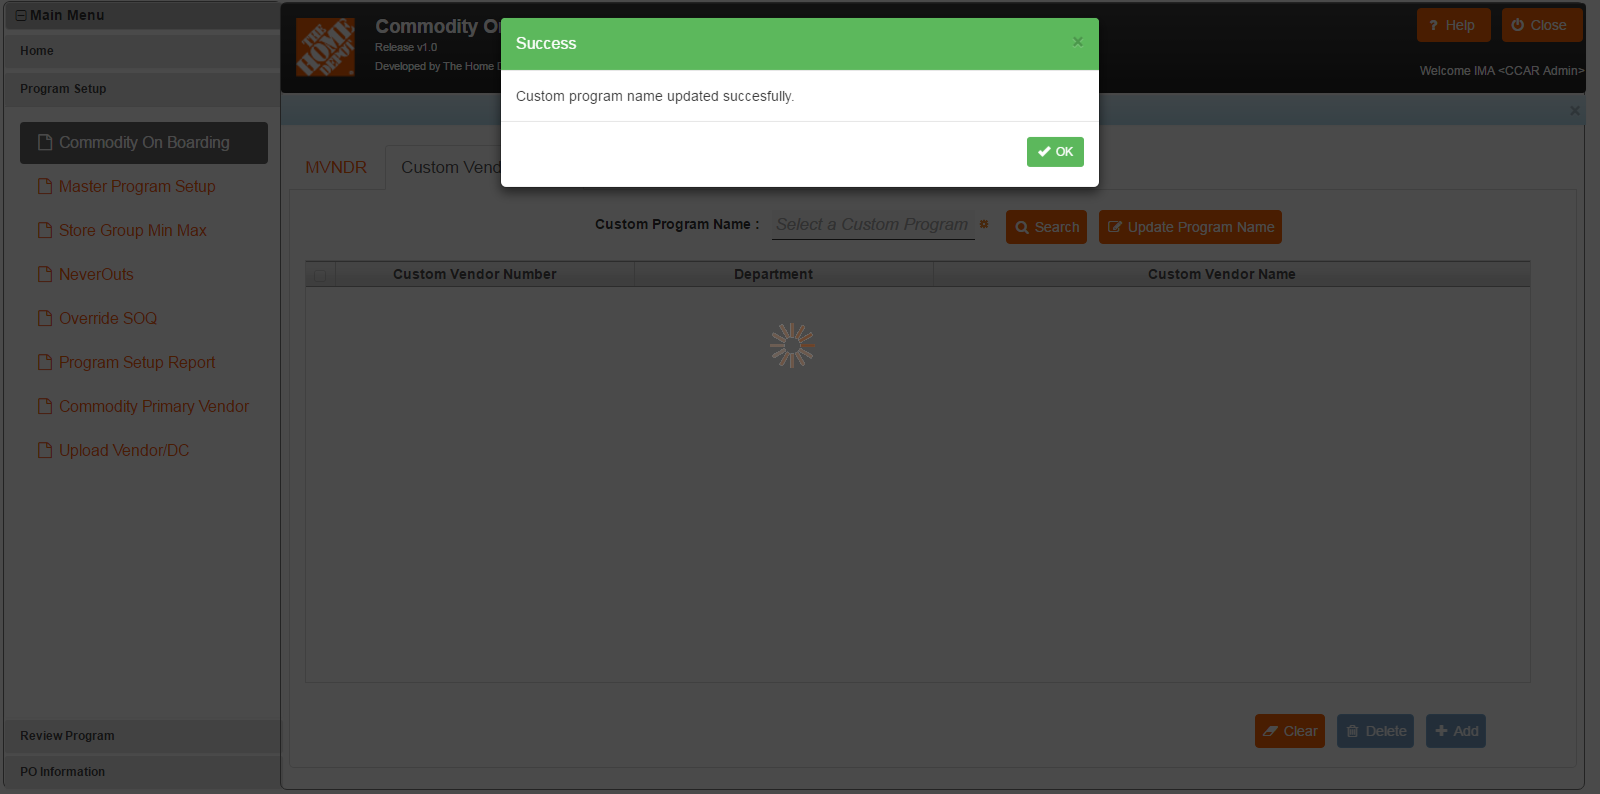 Main Menu
Home
Program Setup
Commodity On Boarding
Master Program Setup
Store Group Min Max
NeverOuts
Override SOQ
Program Setup Report
Commodity Primary Vendor
Upload Vendor/DC
Review Program
PO Information
THE HOME DEPOT
Commodity O
Release v1.0
Developed by The Home D
Help
Close
Welcome IMA <CCAR Admin>
Success
×
Custom program name updated succesfully.
OK
×
MVNDR
Custom Vend
Custom Program Name :
Select a Custom Program
Search
Update Program Name
Custom Vendor Number
Department
Custom Vendor Name
Clear
Delete
Add